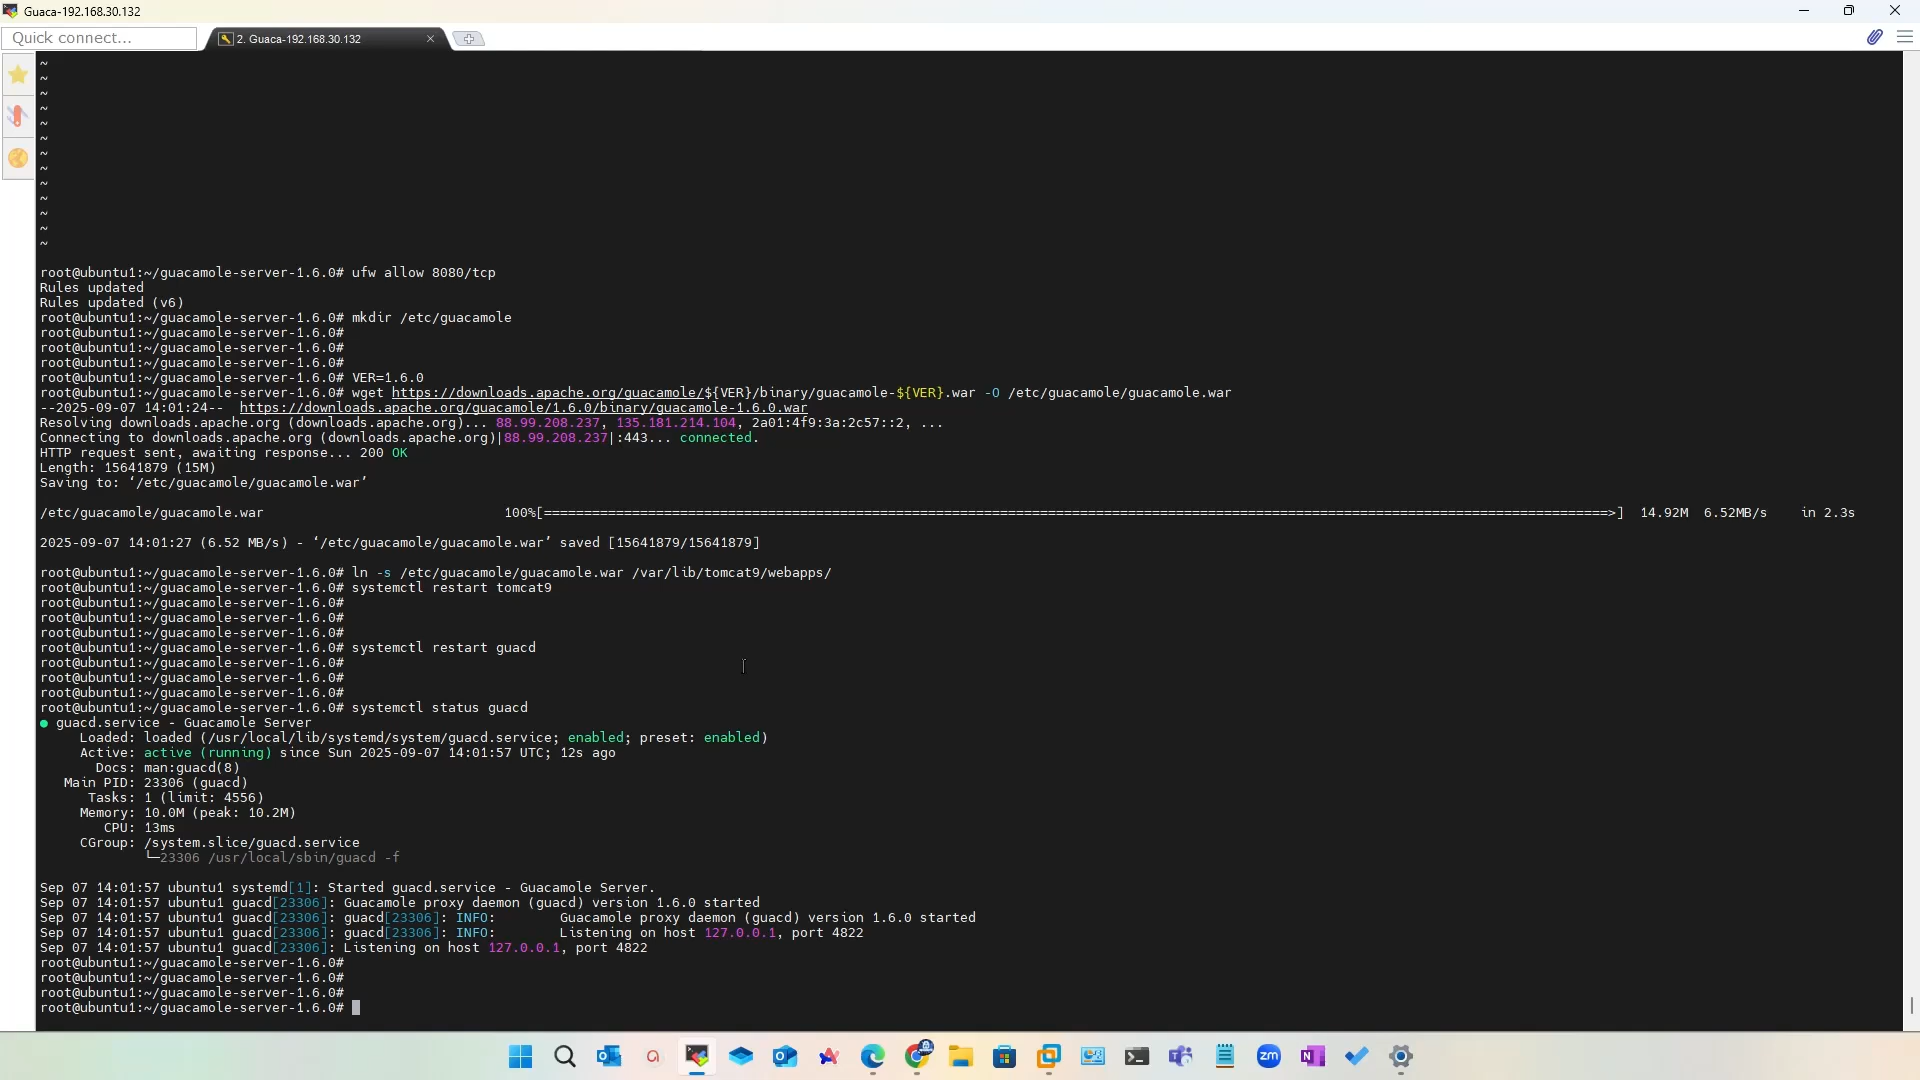 Guaca-192.168.30.132
Quick connect...
2. Guaca-192.168.30.132
~
~
~
~
~
~
~
~
~
~
~
~
~
root@ubuntu1:~/guacamole-server-1.6.0# ufw allow 8080/tcp
Rules updated
Rules updated (v6)
root@ubuntu1:~/guacamole-server-1.6.0# mkdir /etc/guacamole
root@ubuntu1:~/guacamole-server-1.6.0#
root@ubuntu1:~/guacamole-server-1.6.0#
root@ubuntu1:~/guacamole-server-1.6.0#
root@ubuntu1:~/guacamole-server-1.6.0# VER=1.6.0
root@ubuntu1:~/guacamole-server-1.6.0# wget https://downloads.apache.org/guacamole/${VER}/binary/guacamole-${VER}.war -O /etc/guacamole/guacamole.war
--2025-09-07 14:01:24--  https://downloads.apache.org/guacamole/1.6.0/binary/guacamole-1.6.0.war
Resolving downloads.apache.org (downloads.apache.org)... 88.99.208.237, 135.181.214.104, 2a01:4f9:3a:2c57::2, ...
Connecting to downloads.apache.org (downloads.apache.org)|88.99.208.237|:443... connected.
HTTP request sent, awaiting response... 200 OK
Length: 15641879 (15M)
Saving to: ‘/etc/guacamole/guacamole.war’
/etc/guacamole/guacamole.war 100%[=====================================================================================================================================>] 14.92M 6.52MB/s in 2.3s
2025-09-07 14:01:27 (6.52 MB/s) - ‘/etc/guacamole/guacamole.war’ saved [15641879/15641879]
root@ubuntu1:~/guacamole-server-1.6.0# ln -s /etc/guacamole/guacamole.war /var/lib/tomcat9/webapps/
root@ubuntu1:~/guacamole-server-1.6.0# systemctl restart tomcat9
root@ubuntu1:~/guacamole-server-1.6.0#
root@ubuntu1:~/guacamole-server-1.6.0#
root@ubuntu1:~/guacamole-server-1.6.0#
root@ubuntu1:~/guacamole-server-1.6.0# systemctl restart guacd
root@ubuntu1:~/guacamole-server-1.6.0#
root@ubuntu1:~/guacamole-server-1.6.0#
root@ubuntu1:~/guacamole-server-1.6.0#
root@ubuntu1:~/guacamole-server-1.6.0# systemctl status guacd
● guacd.service - Guacamole Server
Loaded: loaded (/usr/local/lib/systemd/system/guacd.service; enabled; preset: enabled)
Active: active (running) since Sun 2025-09-07 14:01:57 UTC; 12s ago
Docs: man:guacd(8)
Main PID: 23306 (guacd)
Tasks: 1 (limit: 4556)
Memory: 10.0M (peak: 10.2M)
CPU: 13ms
CGroup: /system.slice/guacd.service
└─23306 /usr/local/sbin/guacd -f
Sep 07 14:01:57 ubuntu1 systemd[1]: Started guacd.service - Guacamole Server.
Sep 07 14:01:57 ubuntu1 guacd[23306]: Guacamole proxy daemon (guacd) version 1.6.0 started
Sep 07 14:01:57 ubuntu1 guacd[23306]: guacd[23306]: INFO: Guacamole proxy daemon (guacd) version 1.6.0 started
Sep 07 14:01:57 ubuntu1 guacd[23306]: guacd[23306]: INFO: Listening on host 127.0.0.1, port 4822
Sep 07 14:01:57 ubuntu1 guacd[23306]: Listening on host 127.0.0.1, port 4822
root@ubuntu1:~/guacamole-server-1.6.0#
root@ubuntu1:~/guacamole-server-1.6.0#
root@ubuntu1:~/guacamole-server-1.6.0#
root@ubuntu1:~/guacamole-server-1.6.0#
zm
N